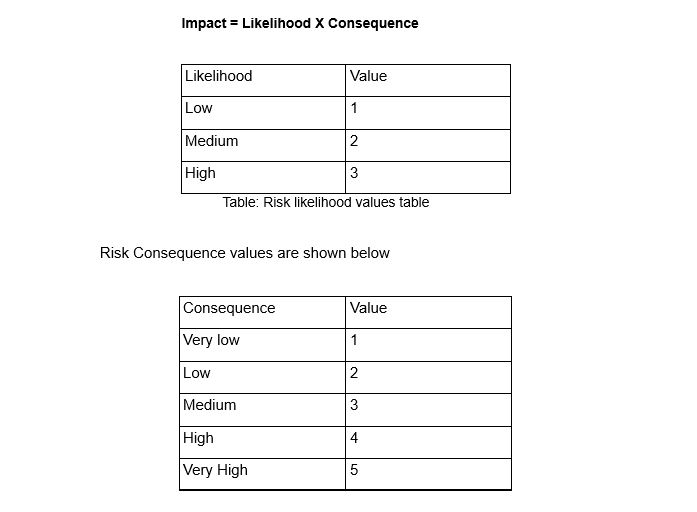 Impact = Likelihood X Consequence
Likelihood Value
Low 1
Medium 2
High 3
Table: Risk likelihood values table
Risk Consequence values are shown below
Consequence Value
Very low 1
Low 2
Medium 3
High 4
Very High 5